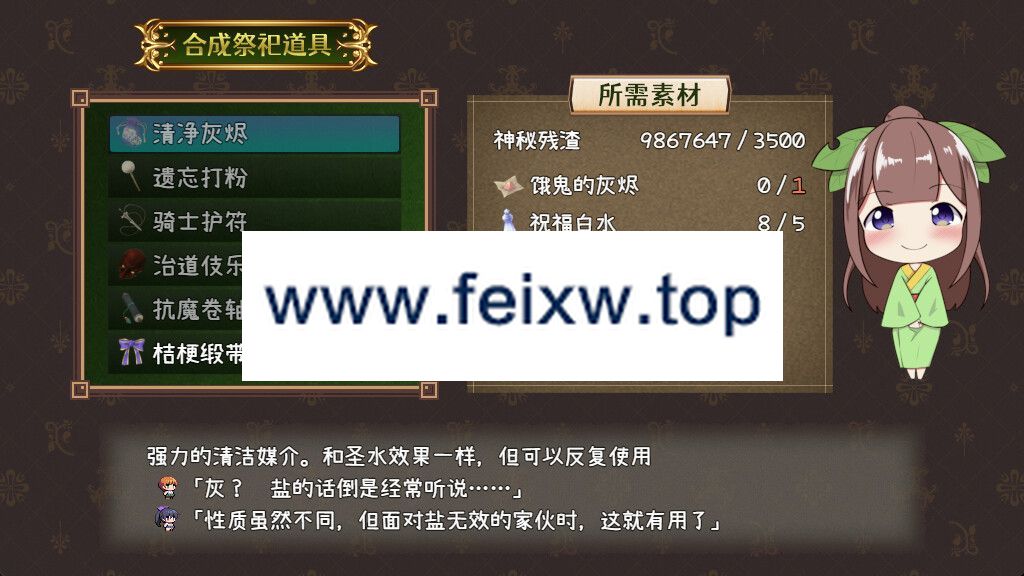 合成祭祀道具
清净灰烬
遗忘打粉
骑士护符
治道伎乐
抗魔卷轴
桔梗缎带
所需素材
神秘残渣 9867647/3500
饿鬼的灰烬 0/1
祝福白水 8/5
www.feixw.top
强力的清洁媒介。和圣水效果一样，但可以反复使用
「灰？ 盐的话倒是经常听说……」
「性质虽然不同，但面对盐无效的家伙时，这就有用了」